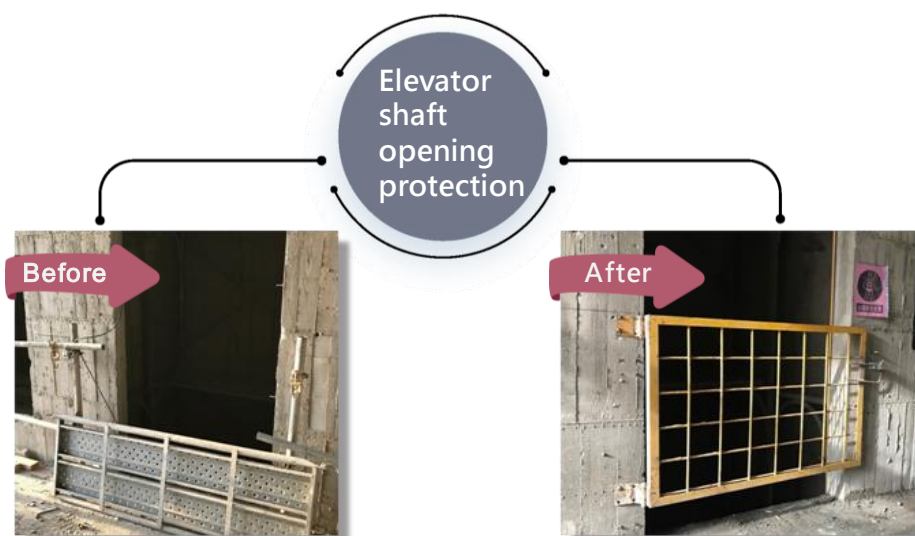 Elevator
shaft
opening
protection
Before
After